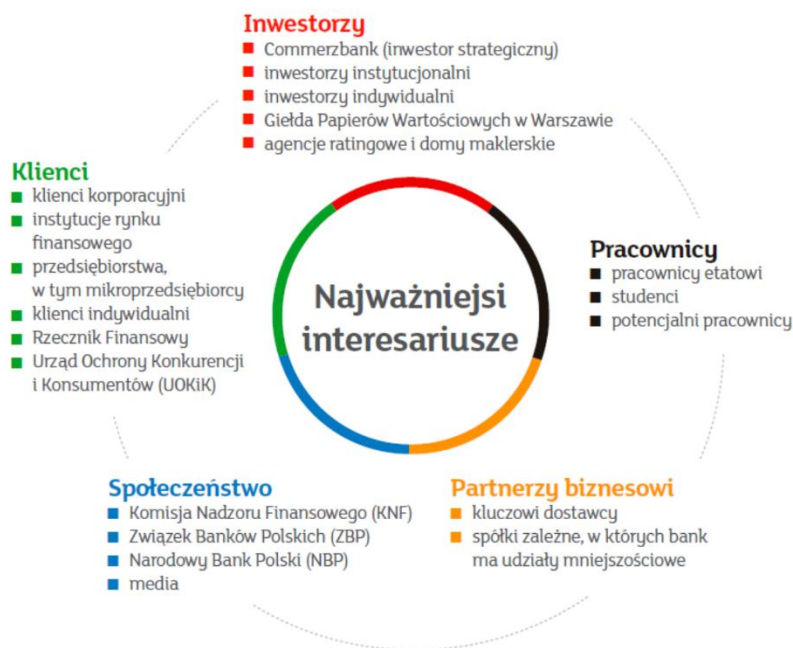 Inwestorzy
Commerzbank (inwestor strategiczny)
inwestorzy instytucjonalni
inwestorzy indywidualni
Giełda Papierów Wartościowych w Warszawie
agencje ratingowe i domy maklerskie
Klienci
klienci korporacyjni
instytucje rynku
finansowego
przedsiębiorstwa,
w tym mikroprzedsiębiorcy
klienci indywidualni
Rzecznik Finansowy
Urząd Ochrony Konkurencji
i Konsumentów (UOKiK)
Najważniejsi
interesariusze
Pracownicy
pracownicy etatowi
studenci
potencjalni pracownicy
Społeczeństwo
Komisja Nadzoru Finansowego (KNF)
Związek Banków Polskich (ZBP)
Narodowy Bank Polski (NBP)
media
Partnerzy biznesowi
kluczowi dostawcy
spółki zależne, w których bank
ma udziały mniejszościowe